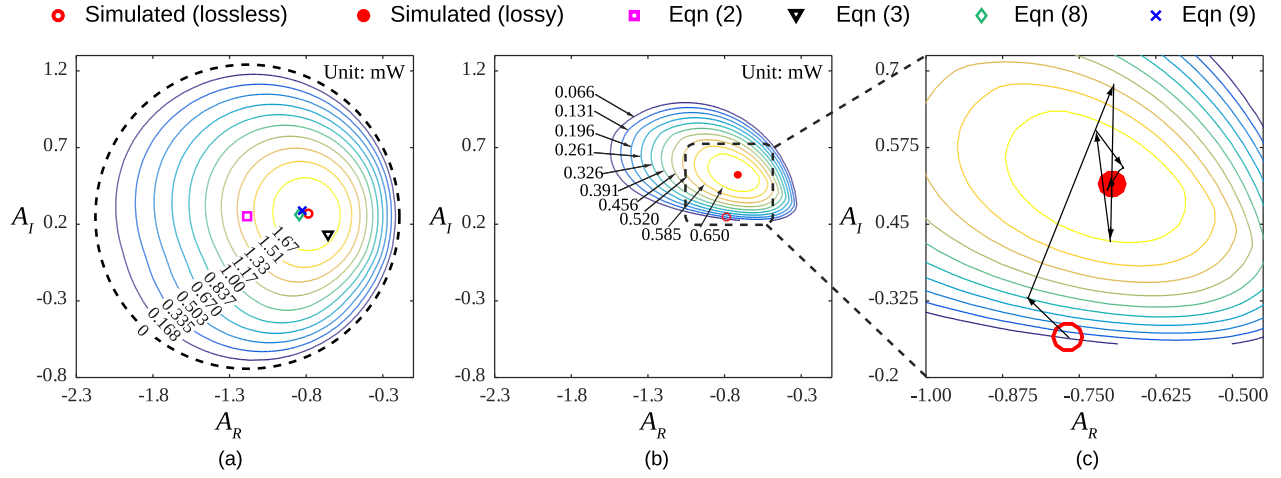 Simulated (lossless) Simulated (lossy) Eqn (2) Eqn (3) Eqn (8) Eqn (9)
Unit: mW
1.2
0.7
0.2
-0.3
-0.8
A_I
-2.3 -1.8 -1.3 -0.8 -0.3
A_R
(a)
1.67
1.51
1.33
1.17
1.00
0.837
0.670
0.503
0.335
0.168
0
Unit: mW
1.2
0.7
0.2
-0.3
-0.8
A_I
-2.3 -1.8 -1.3 -0.8 -0.3
A_R
(b)
0.066
0.131
0.196
0.261
0.326
0.391
0.456
0.520
0.585 0.650
0.7
0.575
0.45
-0.325
-0.2
A_I
-1.00 -0.875 -0.750 -0.625 -0.500
A_R
(c)